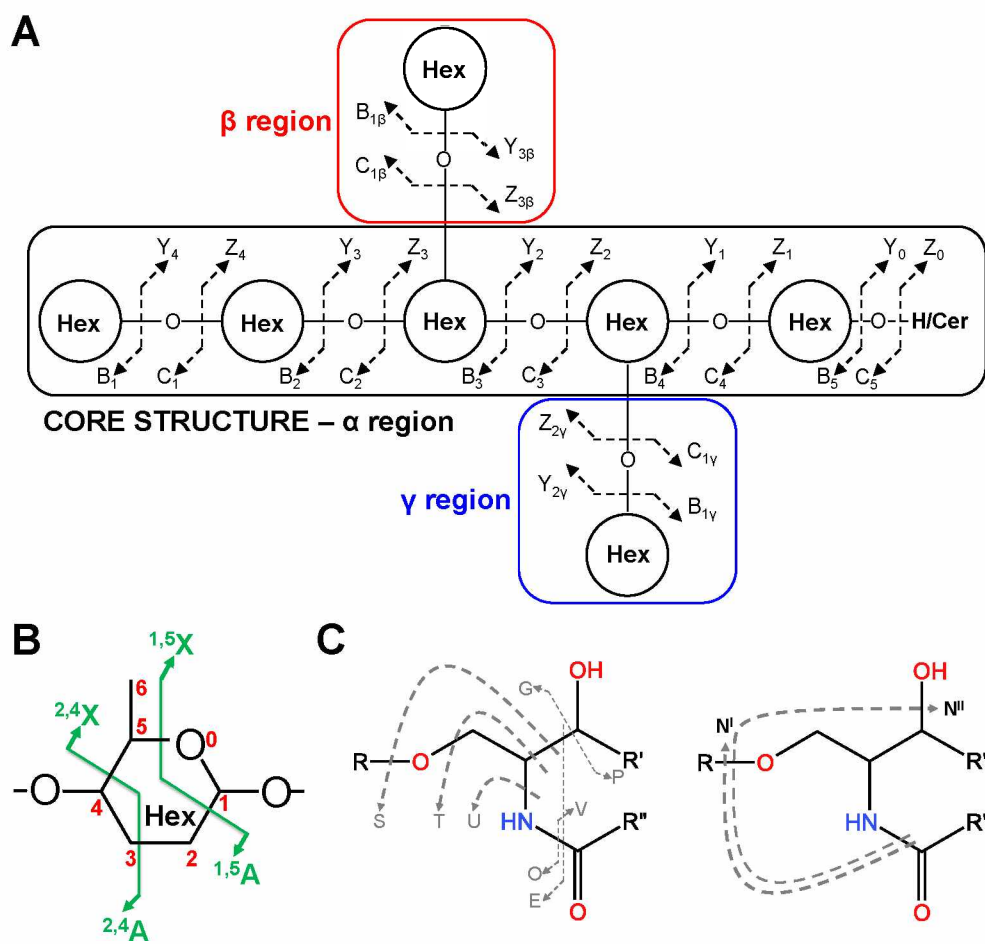 A
Hex
β region
B1β
Y3β
O
C1β
Z3β
Y4 Z4 Y3 Z3 Y2 Z2 Y1 Z1 Y0 Z0
Hex O Hex O Hex O Hex O Hex O H/Cer
B1 C1 B2 C2 B3 C3 B4 C4 B5 C5
CORE STRUCTURE – α region
γ region
Z2γ
C1γ
O
Y2γ
B1γ
Hex
B
1,5X
2,4X
6
5
O 0
–O
4
Hex
1
O–
3
2
1,5A
2,4A
C
G
OH
R
O
R'
P
S
T
U
HN
V
R"
O
E
O
OH
NI
NII
R
O
R'
HN
R'
O